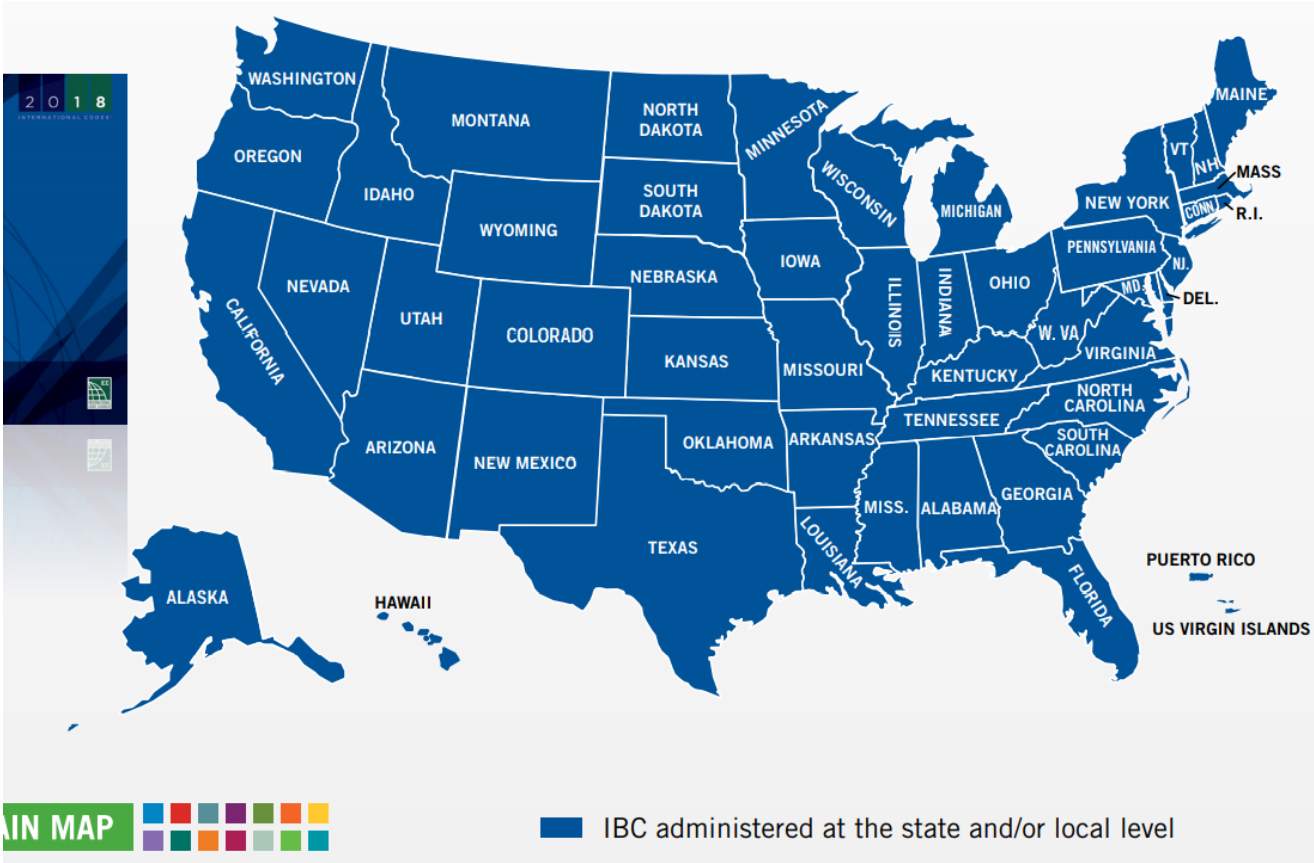 2018
INTERNATIONAL CODES
WASHINGTON
OREGON
IDAHO
MONTANA
NORTH
DAKOTA
SOUTH
DAKOTA
MINNESOTA
WISCONSIN
MICHIGAN
WYOMING
NEVADA
CALIFORNIA
UTAH
COLORADO
NEBRASKA
IOWA
KANSAS
MISSOURI
ILLINOIS
INDIANA
OHIO
KENTUCKY
TENNESSEE
W. VA
VIRGINIA
NORTH
CAROLINA
SOUTH
CAROLINA
PENNSYLVANIA
NEW YORK
MAINE
VT
NH
MASS
R.I.
CONN
NJ.
MD.
DEL.
ARIZONA
NEW MEXICO
OKLAHOMA
ARKANSAS
TEXAS
LOUISIANA
MISS.
ALABAMA
GEORGIA
FLORIDA
ALASKA
HAWAII
PUERTO RICO
US VIRGIN ISLANDS
AIN MAP
IBC administered at the state and/or local level